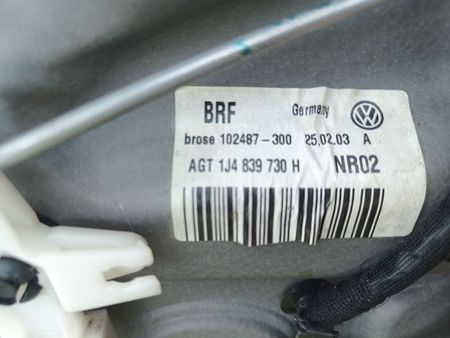 BRF Germany
brose 102487-300 25.02.03 A
AGT 1J4 839 730 H NR02